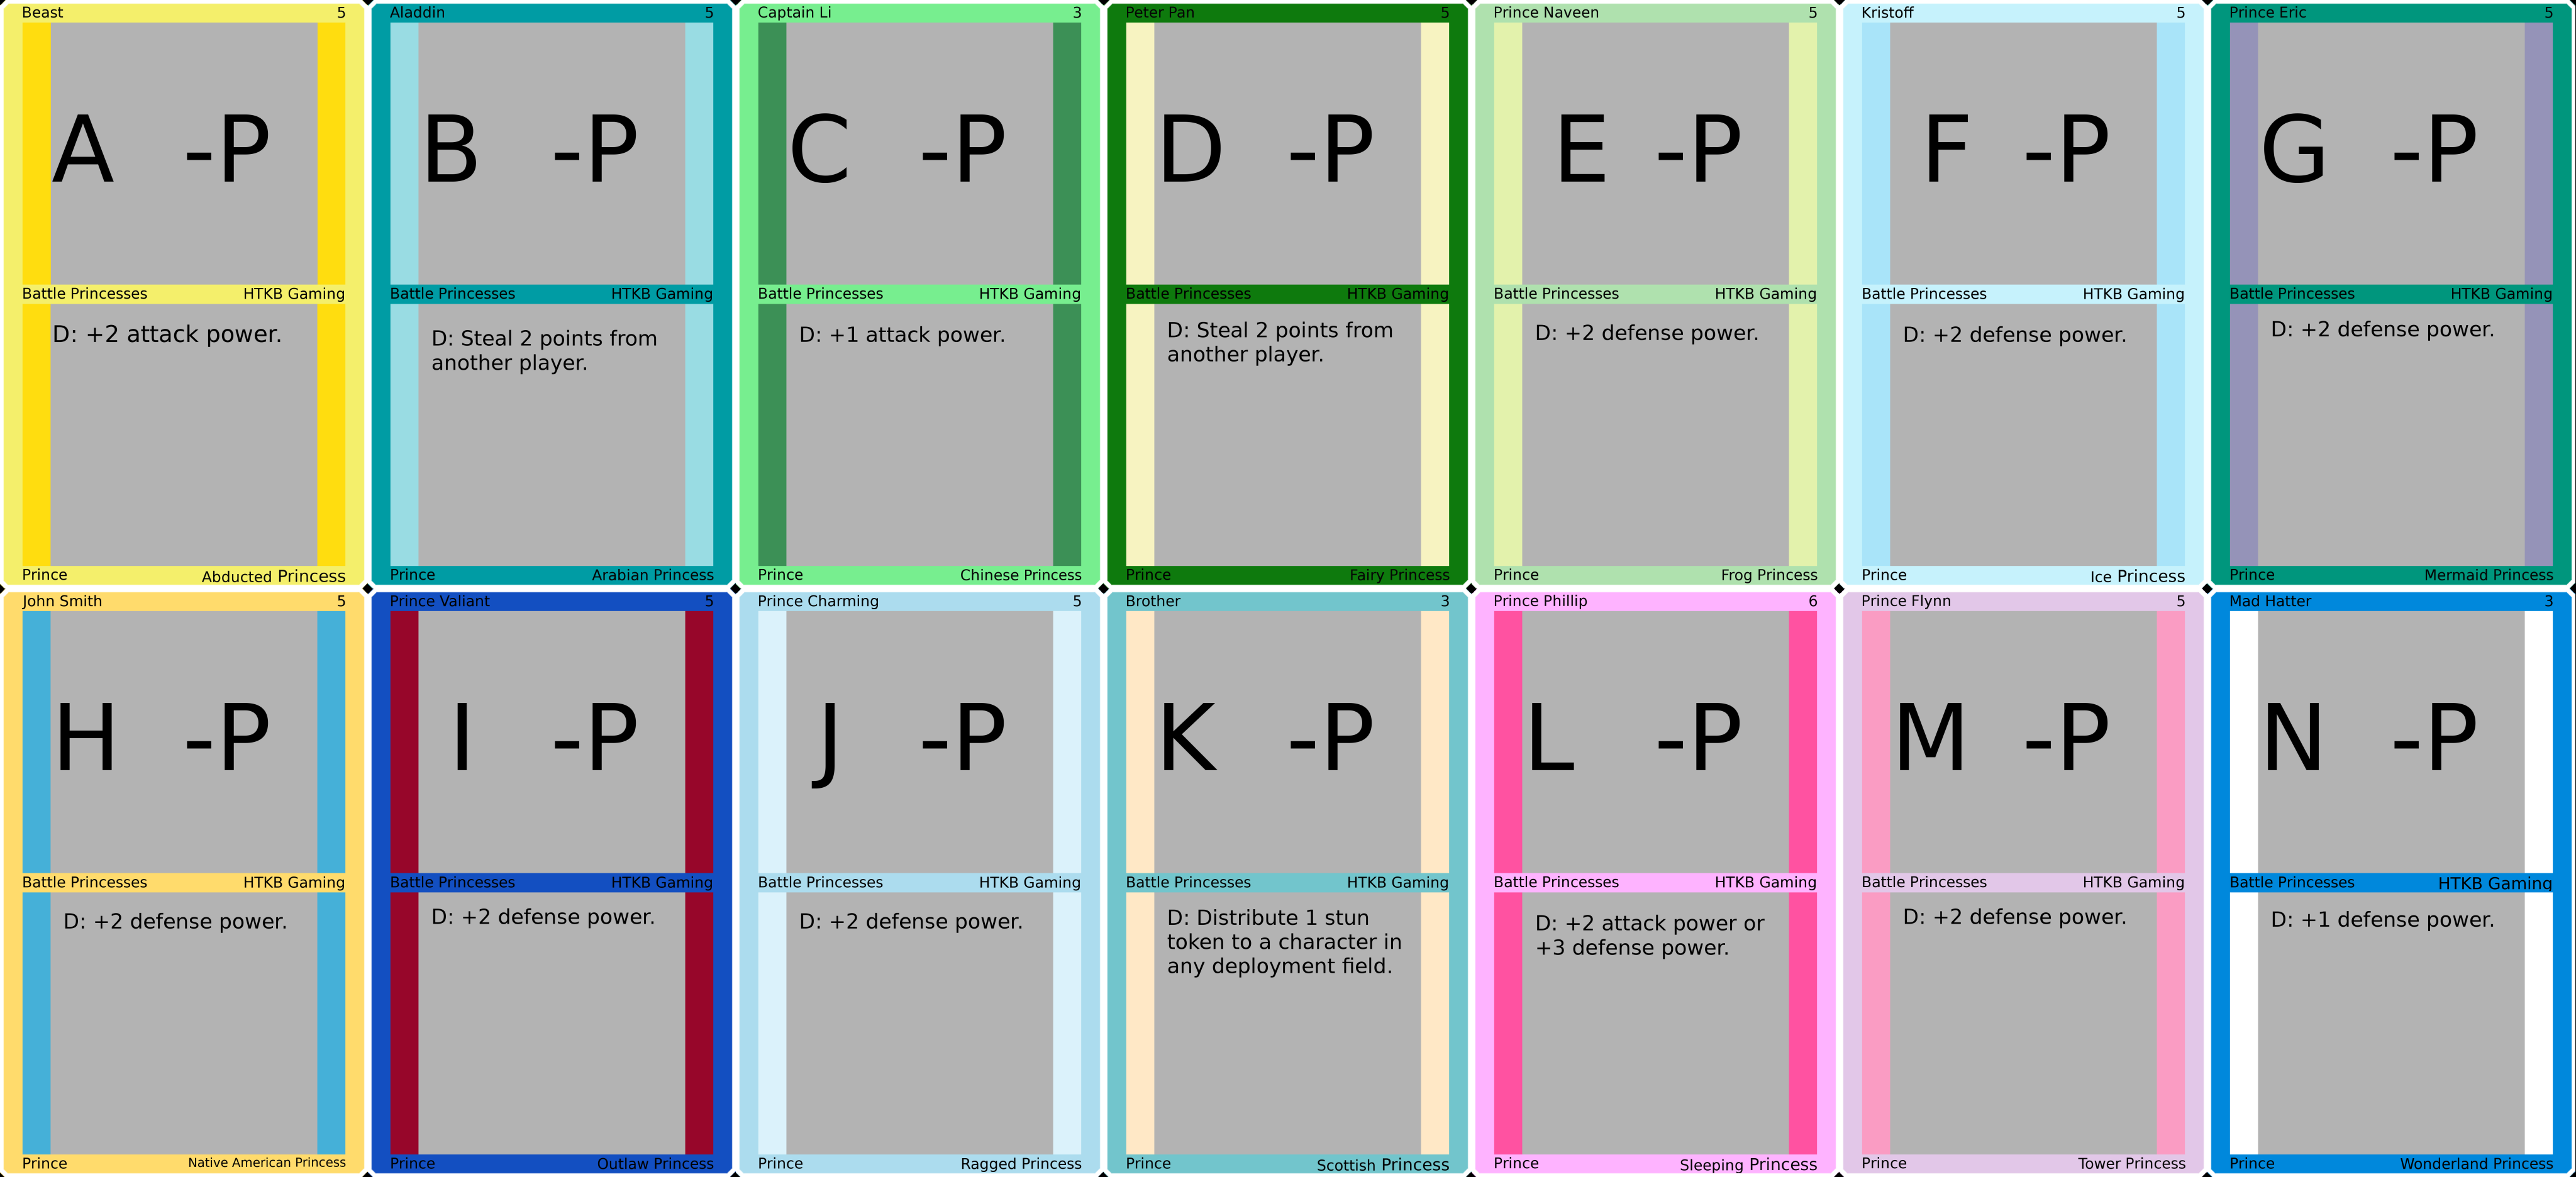 Beast 5
A -P
Battle Princesses HTKB Gaming
D: +2 attack power.
Prince Abducted Princess
Aladdin 5
B -P
Battle Princesses HTKB Gaming
D: Steal 2 points from
another player.
Prince Arabian Princess
Captain Li 3
C -P
Battle Princesses HTKB Gaming
D: +1 attack power.
Prince Chinese Princess
Peter Pan 5
D -P
Battle Princesses HTKB Gaming
D: Steal 2 points from
another player.
Prince Fairy Princess
Prince Naveen 5
E -P
Battle Princesses HTKB Gaming
D: +2 defense power.
Prince Frog Princess
Kristoff 5
F -P
Battle Princesses HTKB Gaming
D: +2 defense power.
Prince Ice Princess
Prince Eric 5
G -P
Battle Princesses HTKB Gaming
D: +2 defense power.
Prince Mermaid Princess
John Smith 5
H -P
Battle Princesses HTKB Gaming
D: +2 defense power.
Prince Native American Princess
Prince Valiant 5
I -P
Battle Princesses HTKB Gaming
D: +2 defense power.
Prince Outlaw Princess
Prince Charming 5
J -P
Battle Princesses HTKB Gaming
D: +2 defense power.
Prince Ragged Princess
Brother 3
K -P
Battle Princesses HTKB Gaming
D: Distribute 1 stun
token to a character in
any deployment field.
Prince Scottish Princess
Prince Phillip 6
L -P
Battle Princesses HTKB Gaming
D: +2 attack power or
+3 defense power.
Prince Sleeping Princess
Prince Flynn 5
M -P
Battle Princesses HTKB Gaming
D: +2 defense power.
Prince Tower Princess
Mad Hatter 3
N -P
Battle Princesses HTKB Gaming
D: +1 defense power.
Prince Wonderland Princess